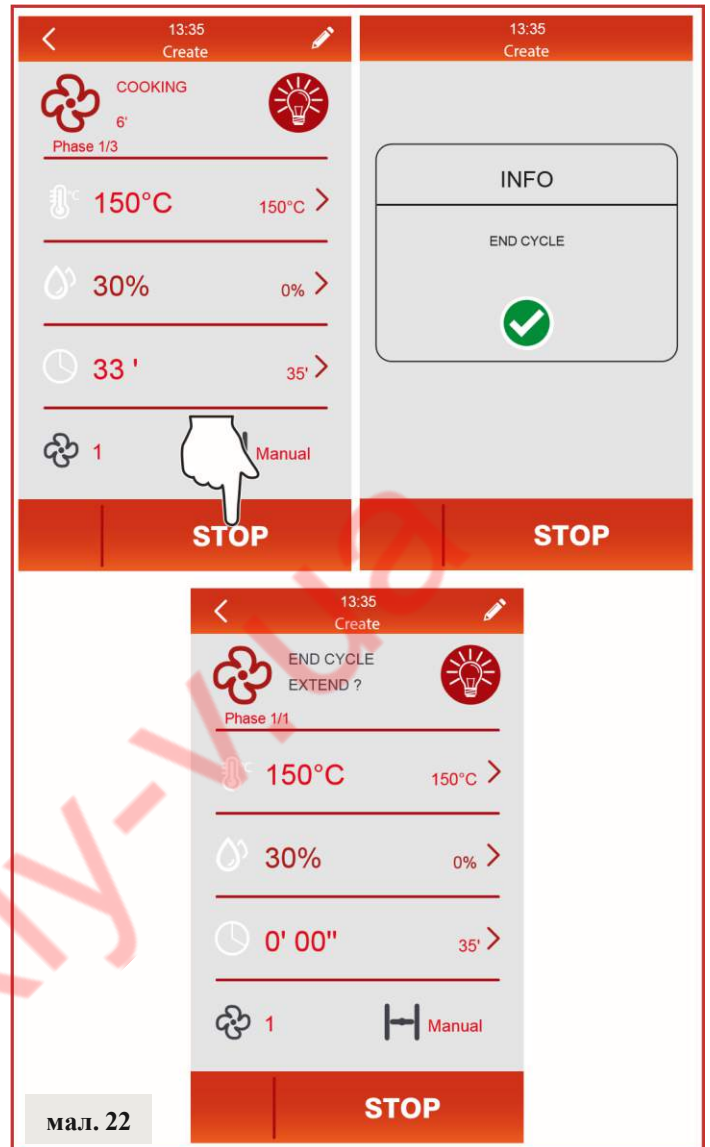 13:35
Create
COOKING
6'
Phase 1/3
150°C 150°C
30% 0%
33 ' 35'
1 Manual
STOP
13:35
Create
INFO
END CYCLE
STOP
13:35
Create
END CYCLE
EXTEND ?
Phase 1/1
150°C 150°C
30% 0%
0' 00" 35'
1 Manual
STOP
мал. 22